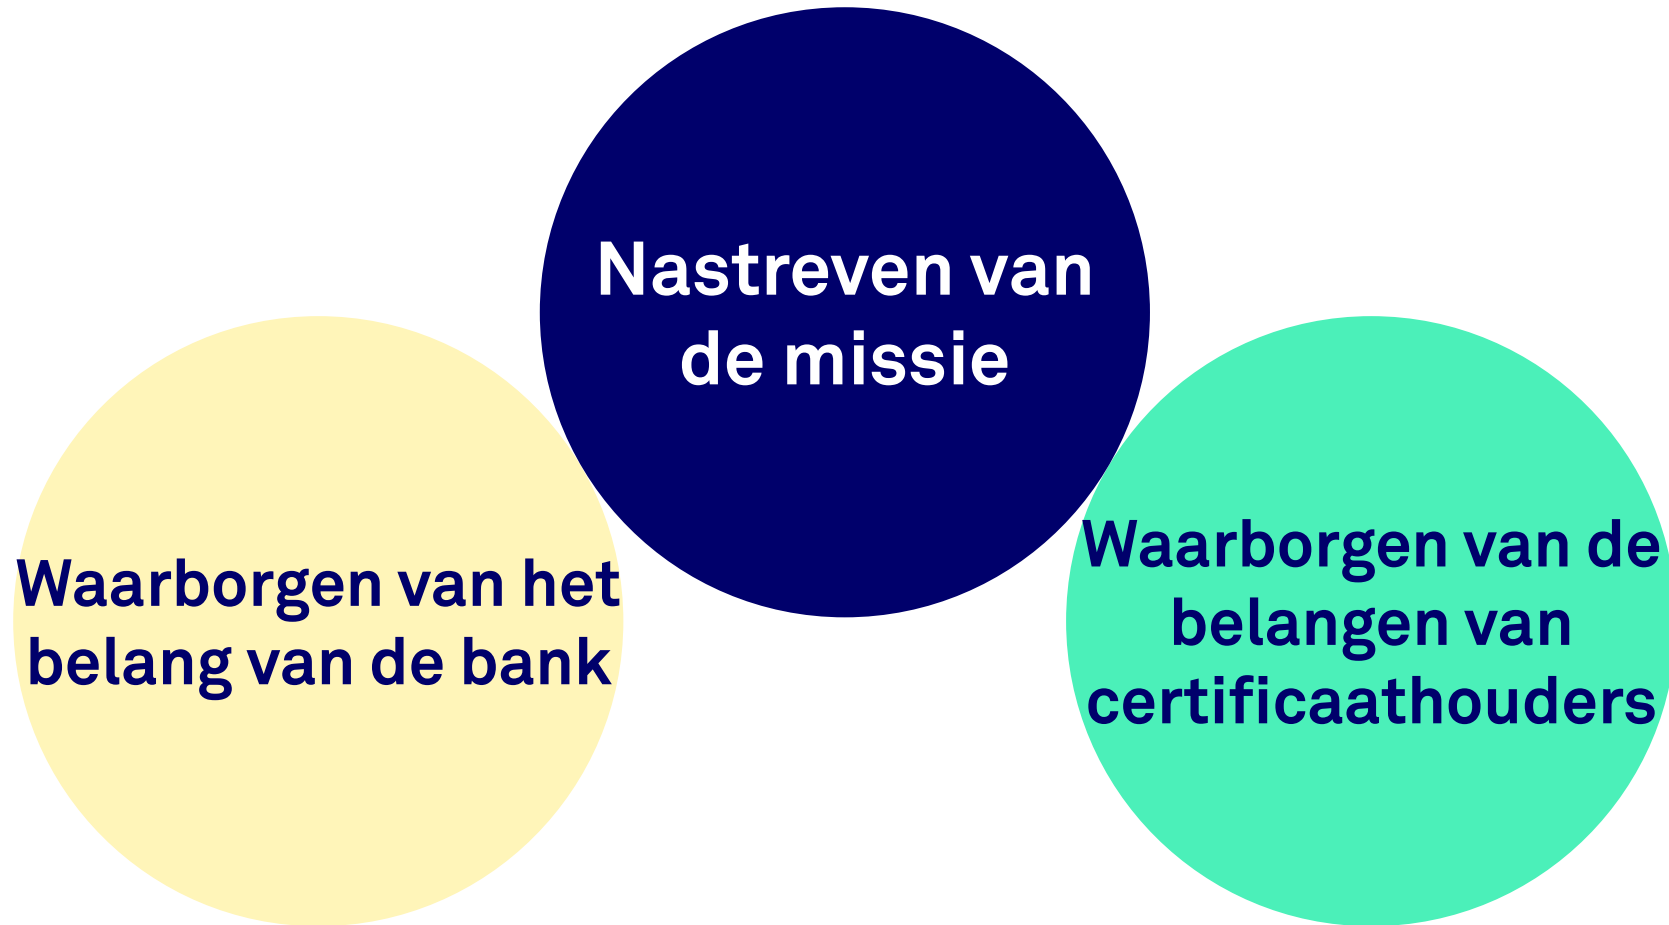 Nastreven van
de missie
Waarborgen van het
belang van de bank
Waarborgen van de
belangen van
certificaathouders